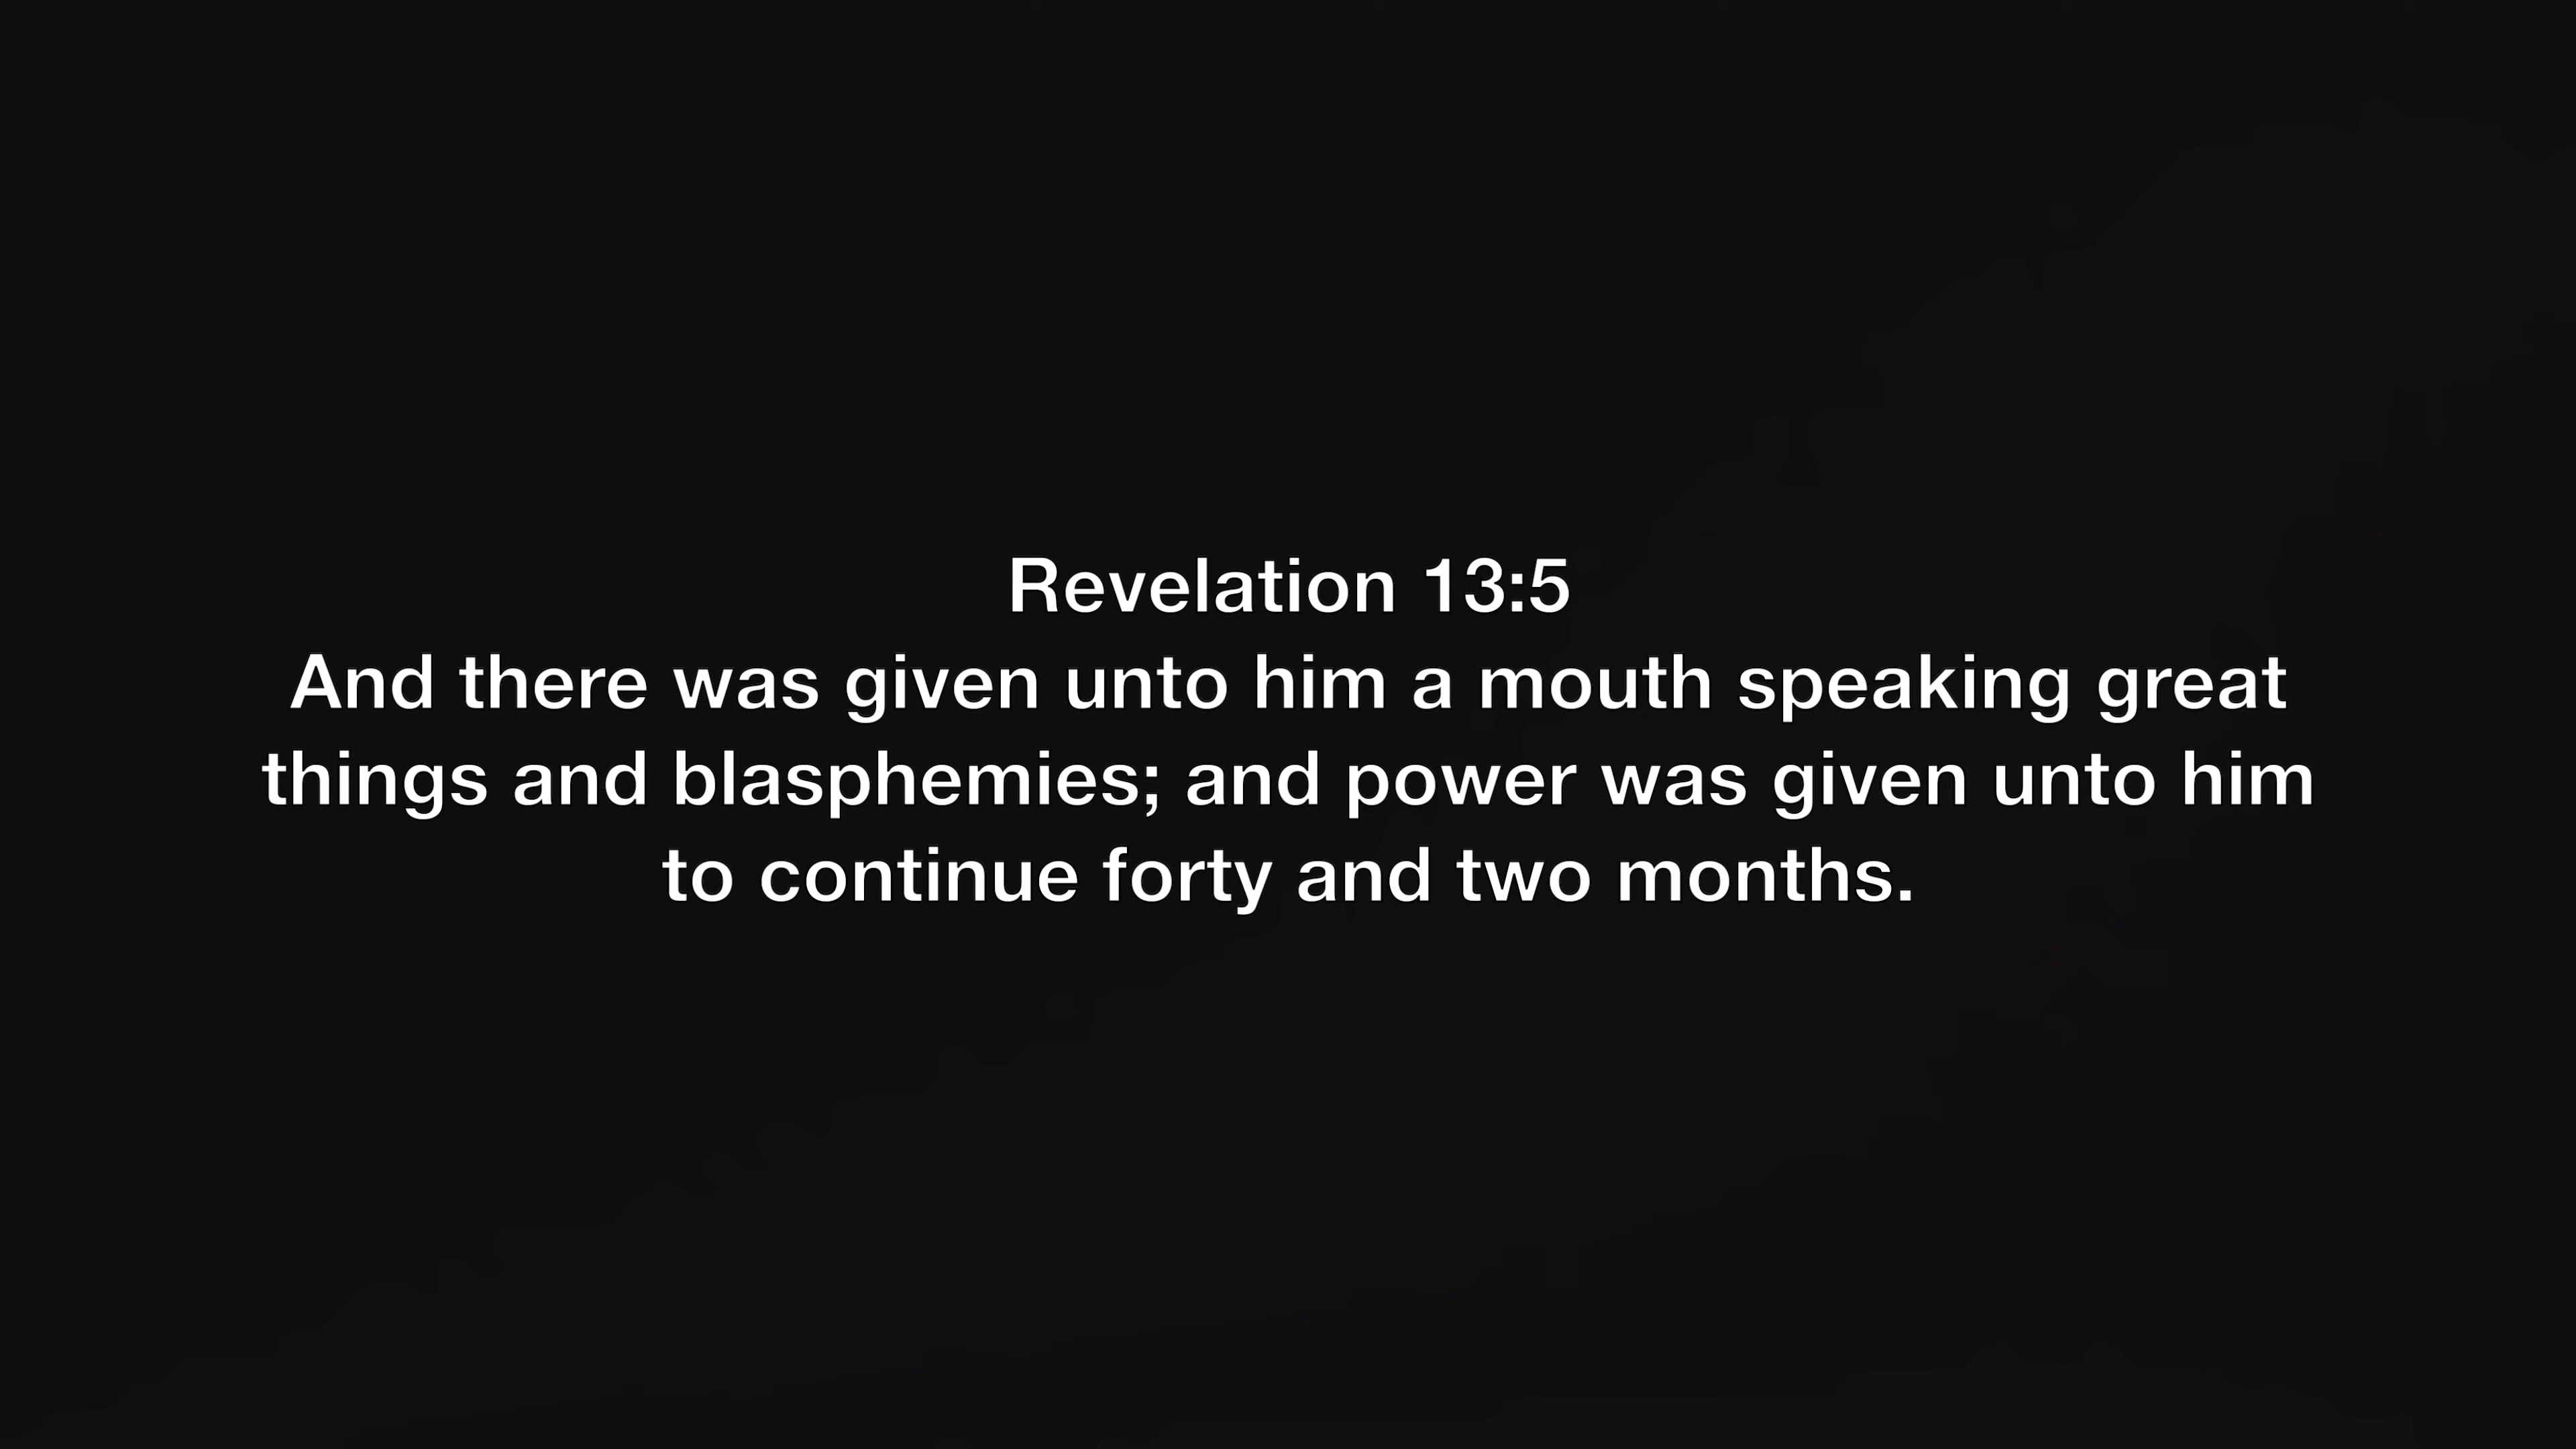 Revelation 13:5
And there was given unto him a mouth speaking great
things and blasphemies; and power was given unto him
to continue forty and two months.